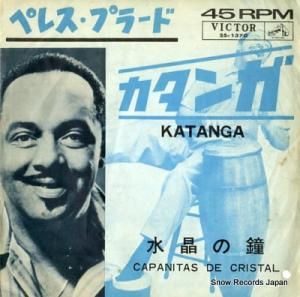 ペレス・プラード
45 RPM
VICTOR
SS-1370
カタンガ
KATANGA
水晶の鐘
CAPANITAS DE CRISTAL
Snow Records Japan